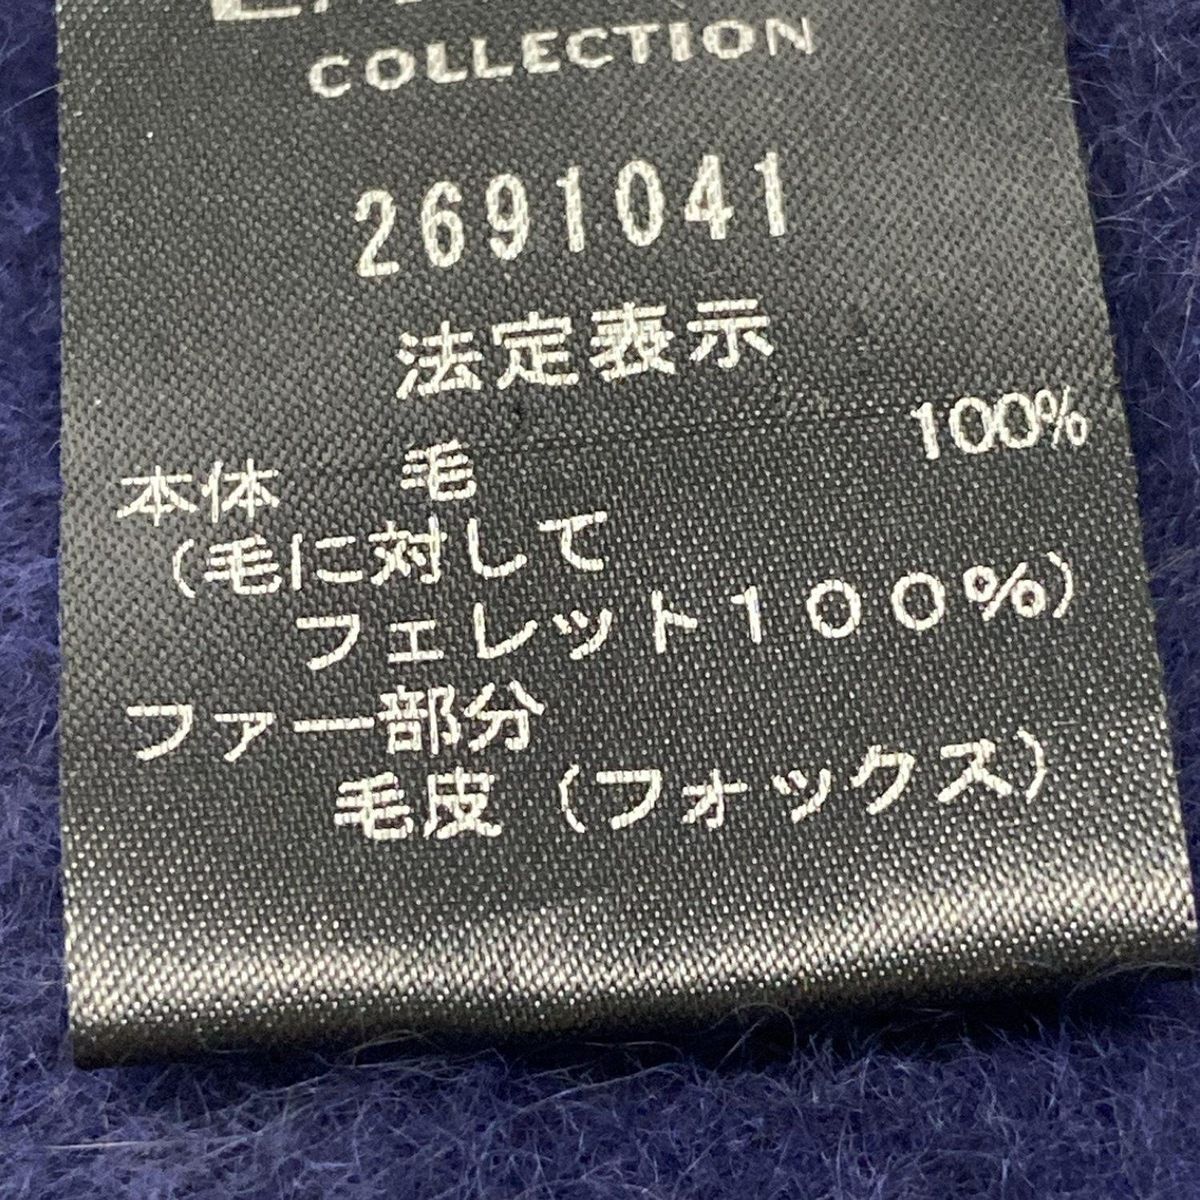 COLLECTION
2691041
法定表示
本体 毛 100%
(毛に対して
フェレット100%)
ファー部分
毛皮(フォックス)